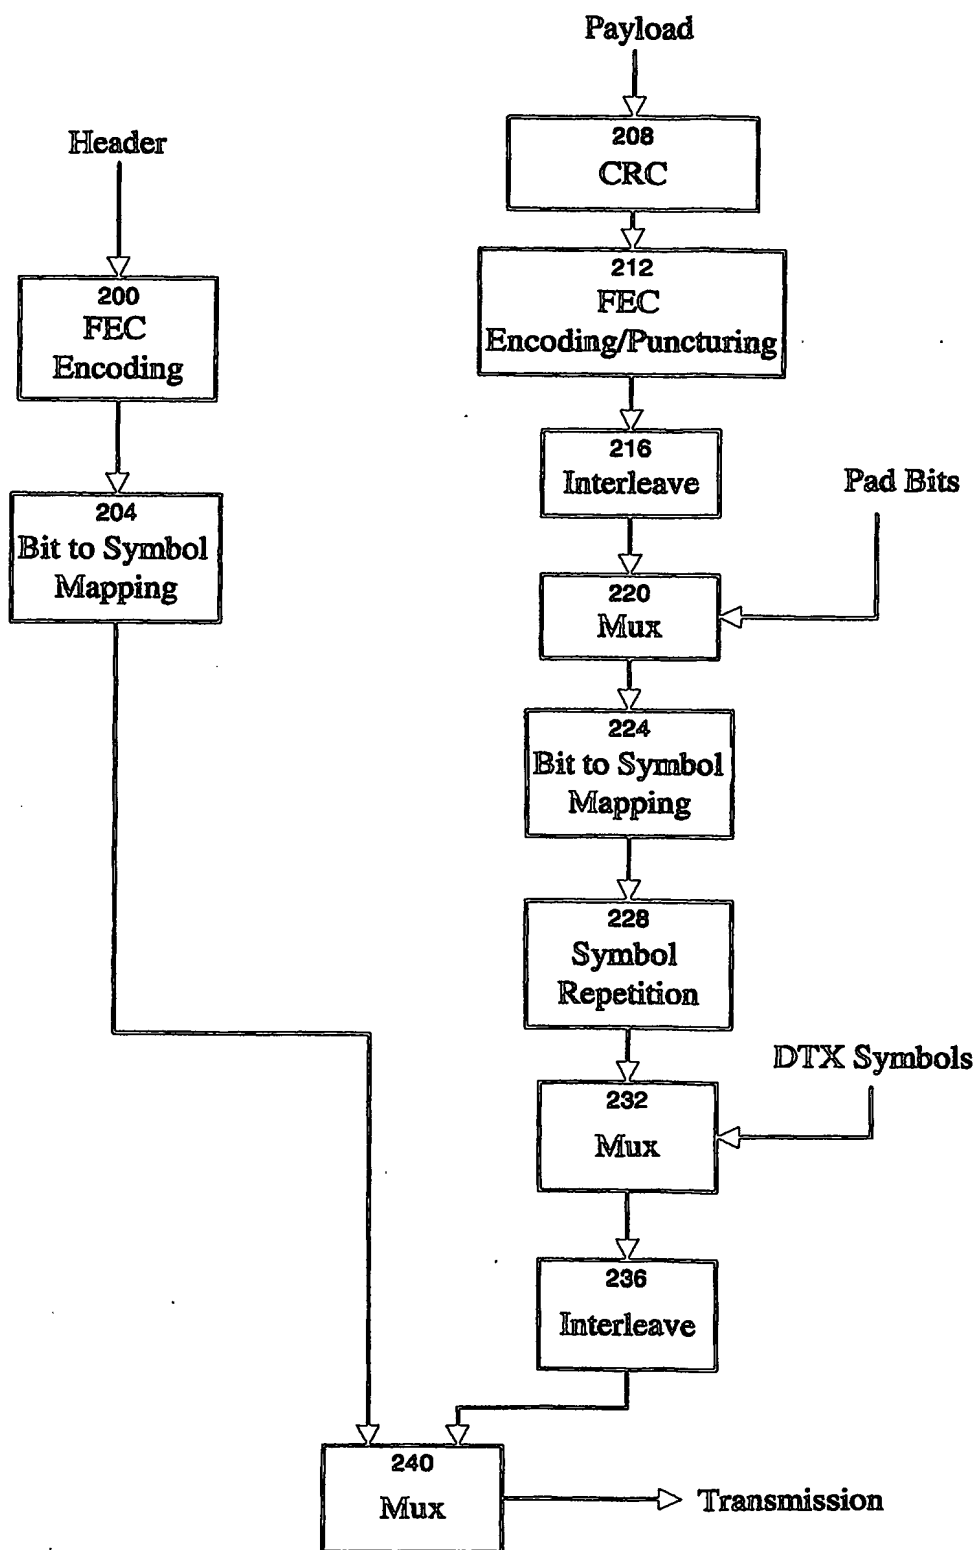 Payload
208
CRC
Header
212
FEC
Encoding/Puncturing
200
FEC
Encoding
216
Interleave
Pad Bits
204
Bit to Symbol
Mapping
220
Mux
224
Bit to Symbol
Mapping
228
Symbol
Repetition
DTX Symbols
232
Mux
236
Interleave
240
Mux
Transmission